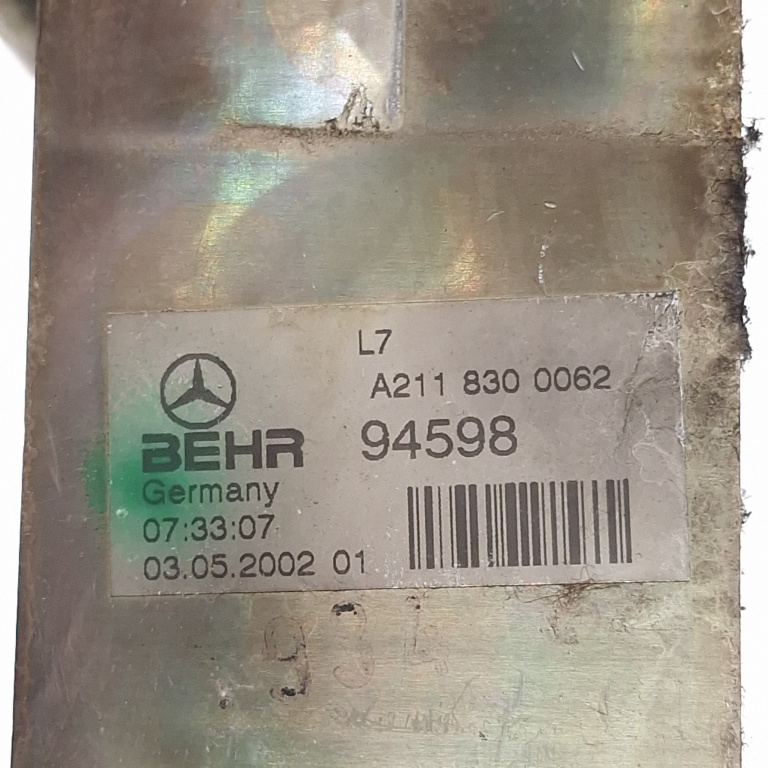 L7
A211 830 0062
BEHR 94598
Germany
07:33:07
03.05.2002 01